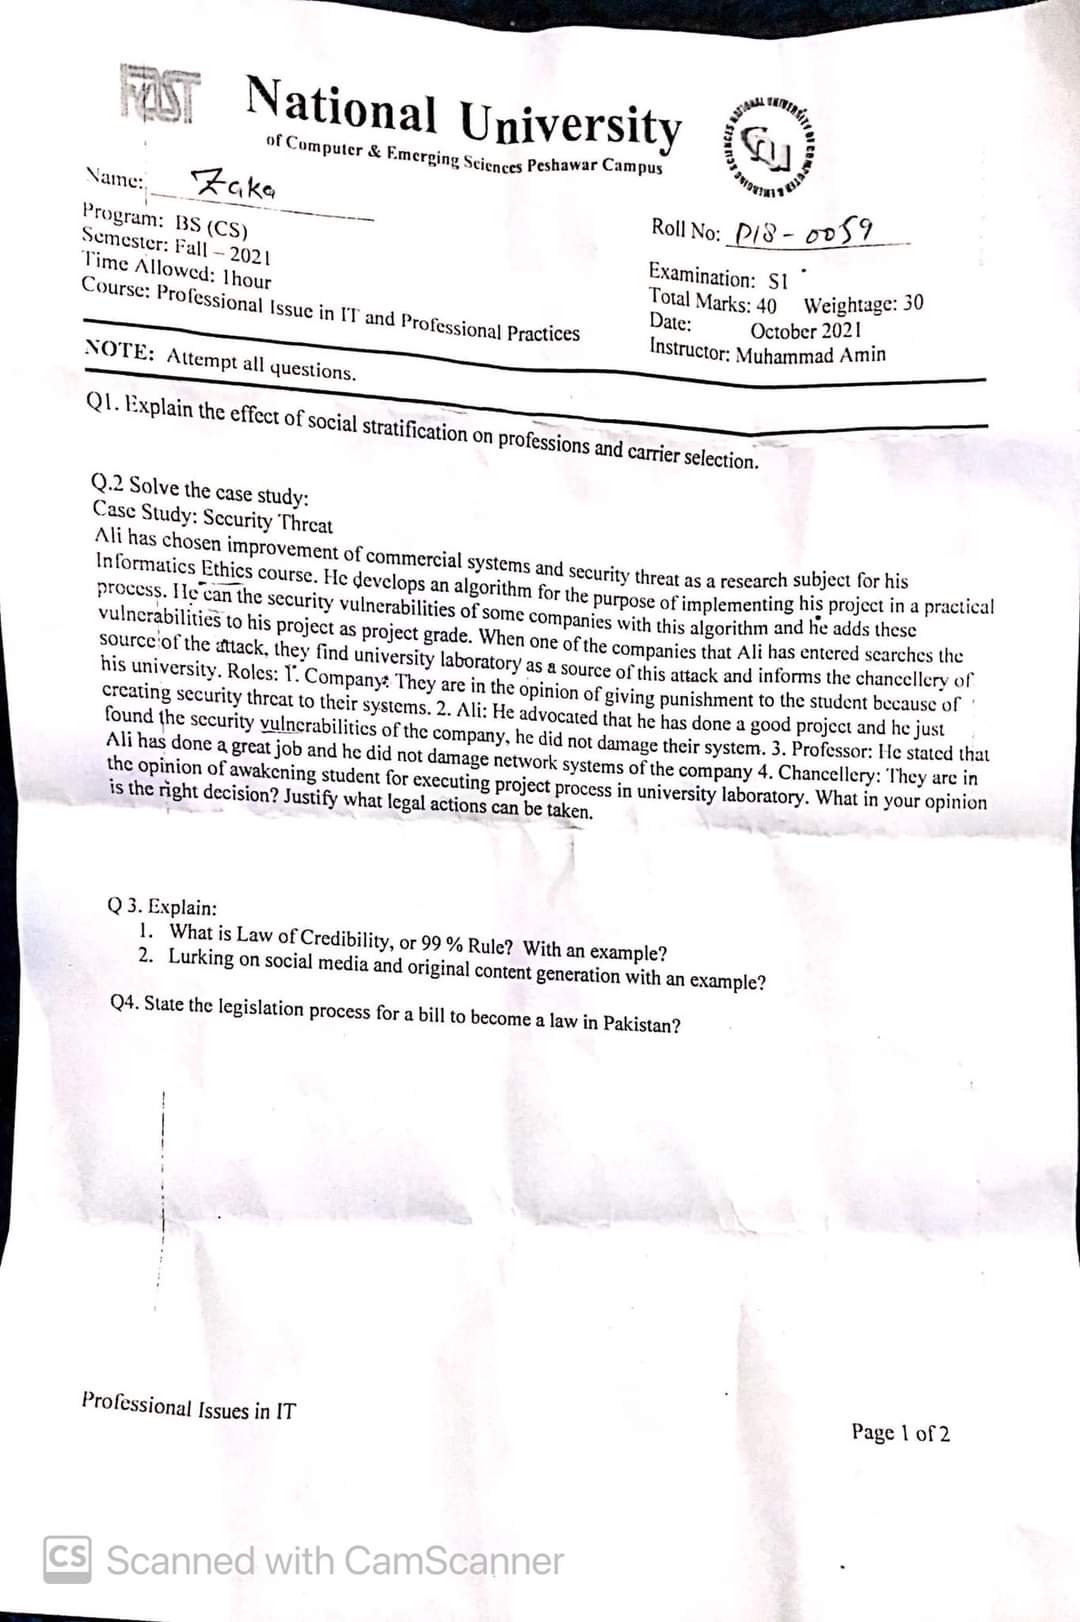 FAST National University
of Computer & Emerging Sciences Peshawar Campus
NATIONAL UNIVERSITY OF COMPUTER & EMERGING SCIENCES
Name: Zaka
Roll No: P18-0059
Program: BS (CS)
Semester: Fall – 2021
Time Allowed: 1hour
Course: Professional Issue in IT and Professional Practices
Examination: S1
Total Marks: 40 Weightage: 30
Date: October 2021
Instructor: Muhammad Amin
NOTE: Attempt all questions.
Q1. Explain the effect of social stratification on professions and carrier selection.
Q.2 Solve the case study:
Case Study: Security Threat
Ali has chosen improvement of commercial systems and security threat as a research subject for his
Informatics Ethics course. He develops an algorithm for the purpose of implementing his project in a practical
process. He can the security vulnerabilities of some companies with this algorithm and he adds these
vulnerabilities to his project as project grade. When one of the companies that Ali has entered searches the
source of the attack, they find university laboratory as a source of this attack and informs the chancellery of
his university. Roles: 1. Company: They are in the opinion of giving punishment to the student because of
creating security threat to their systems. 2. Ali: He advocated that he has done a good project and he just
found the security vulnerabilities of the company, he did not damage their system. 3. Professor: He stated that
Ali has done a great job and he did not damage network systems of the company 4. Chancellery: They are in
the opinion of awakening student for executing project process in university laboratory. What in your opinion
is the right decision? Justify what legal actions can be taken.
Q 3. Explain:
1. What is Law of Credibility, or 99 % Rule? With an example?
2. Lurking on social media and original content generation with an example?
Q4. State the legislation process for a bill to become a law in Pakistan?
Professional Issues in IT
Page 1 of 2
CS Scanned with CamScanner